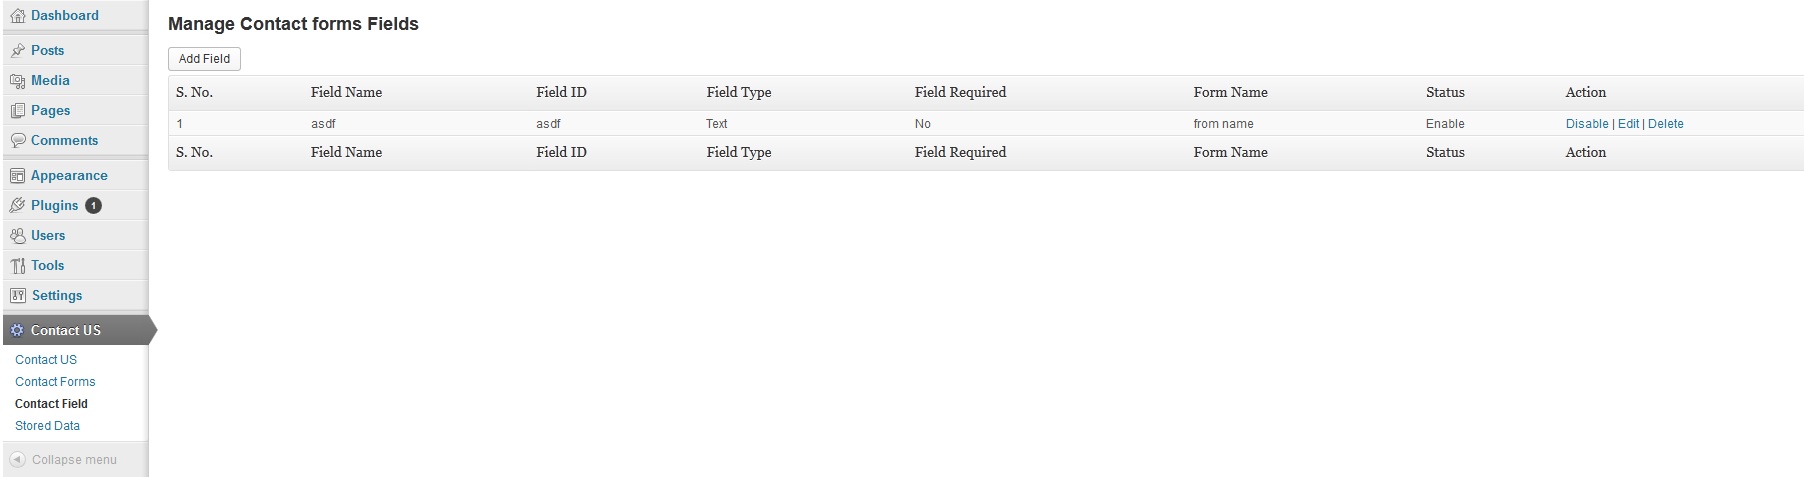 Dashboard
Posts
Media
Pages
Comments
Appearance
Plugins 1
Users
Tools
Settings
Contact US
Contact US
Contact Forms
Contact Field
Stored Data
Collapse menu
Manage Contact forms Fields
Add Field
S. No. Field Name Field ID Field Type Field Required Form Name Status Action
1 asdf asdf Text No from name Enable Disable | Edit | Delete
S. No. Field Name Field ID Field Type Field Required Form Name Status Action